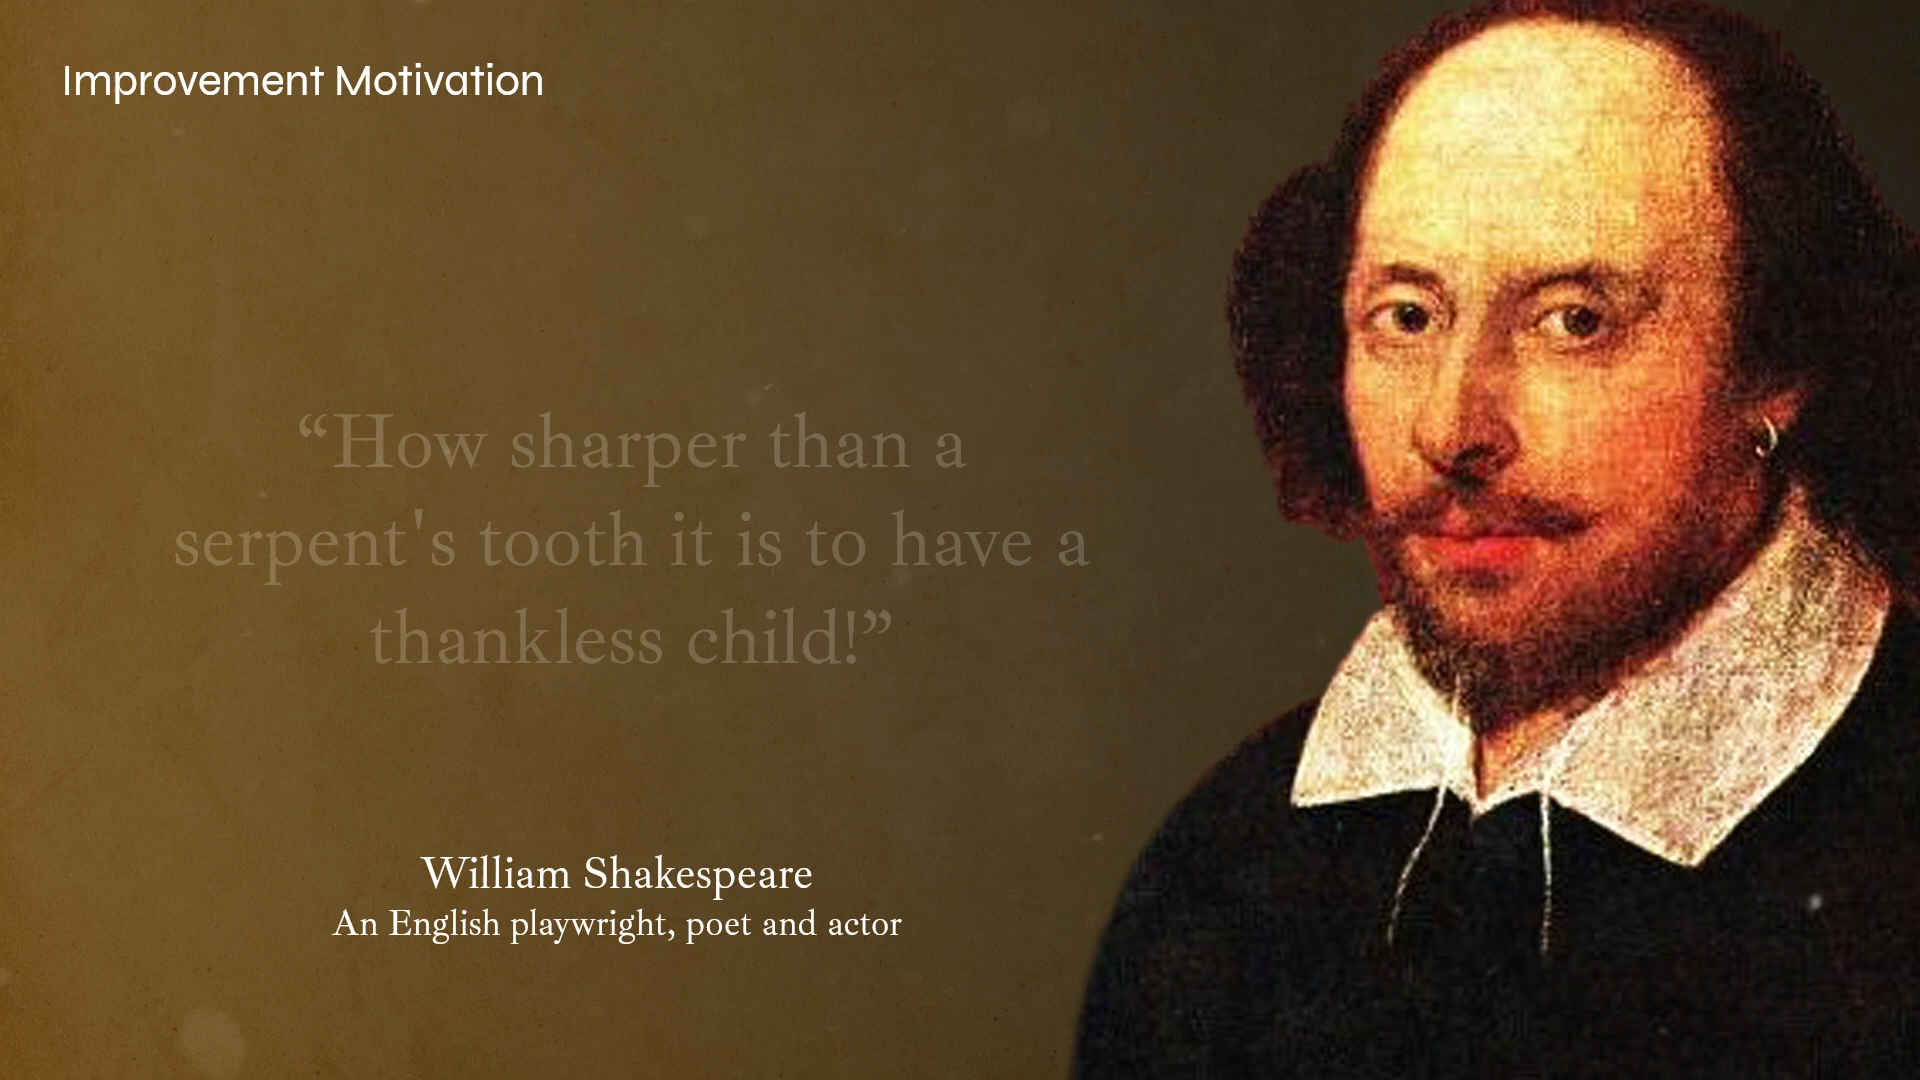 Improvement Motivation
“How sharper than a
serpent's tooth it is to have a
thankless child!”
William Shakespeare
An English playwright, poet and actor